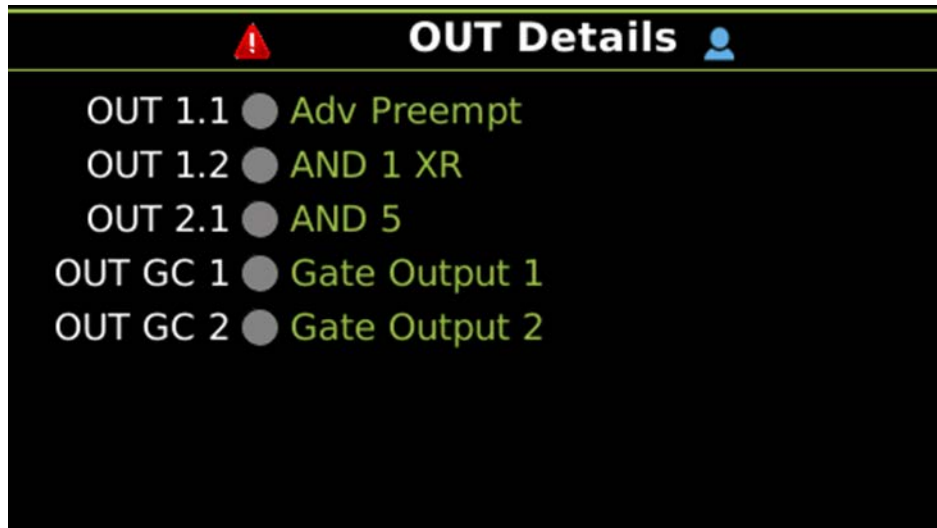 OUT Details
OUT 1.1 Adv Preempt
OUT 1.2 AND 1 XR
OUT 2.1 AND 5
OUT GC 1 Gate Output 1
OUT GC 2 Gate Output 2